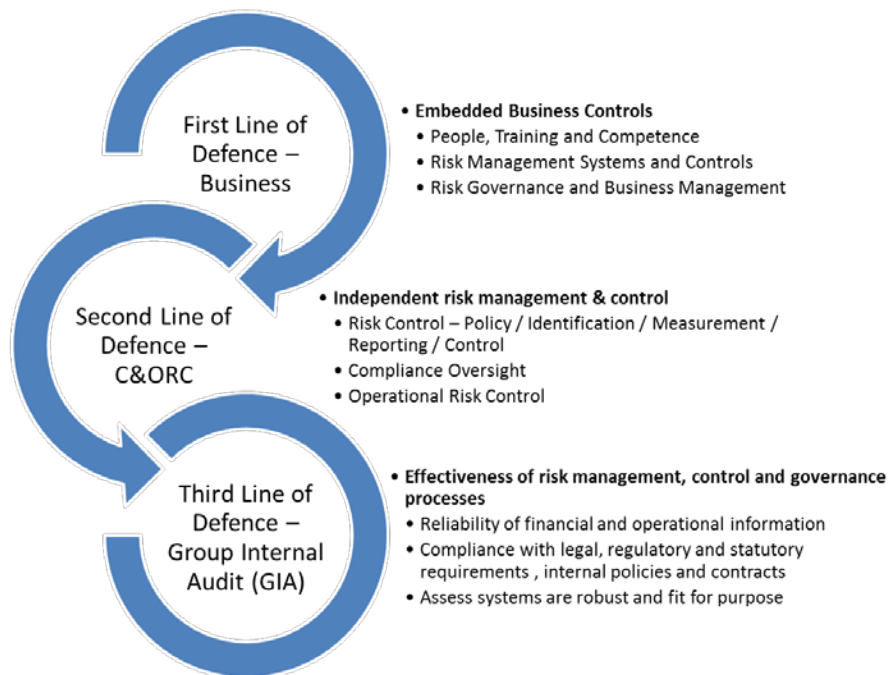 First Line of
Defence –
Business
• Embedded Business Controls
• People, Training and Competence
• Risk Management Systems and Controls
• Risk Governance and Business Management
Second Line of
Defence –
C&ORC
• Independent risk management & control
• Risk Control – Policy / Identification / Measurement /
Reporting / Control
• Compliance Oversight
• Operational Risk Control
Third Line of
Defence –
Group Internal
Audit (GIA)
• Effectiveness of risk management, control and governance
processes
• Reliability of financial and operational information
• Compliance with legal, regulatory and statutory
requirements , internal policies and contracts
• Assess systems are robust and fit for purpose